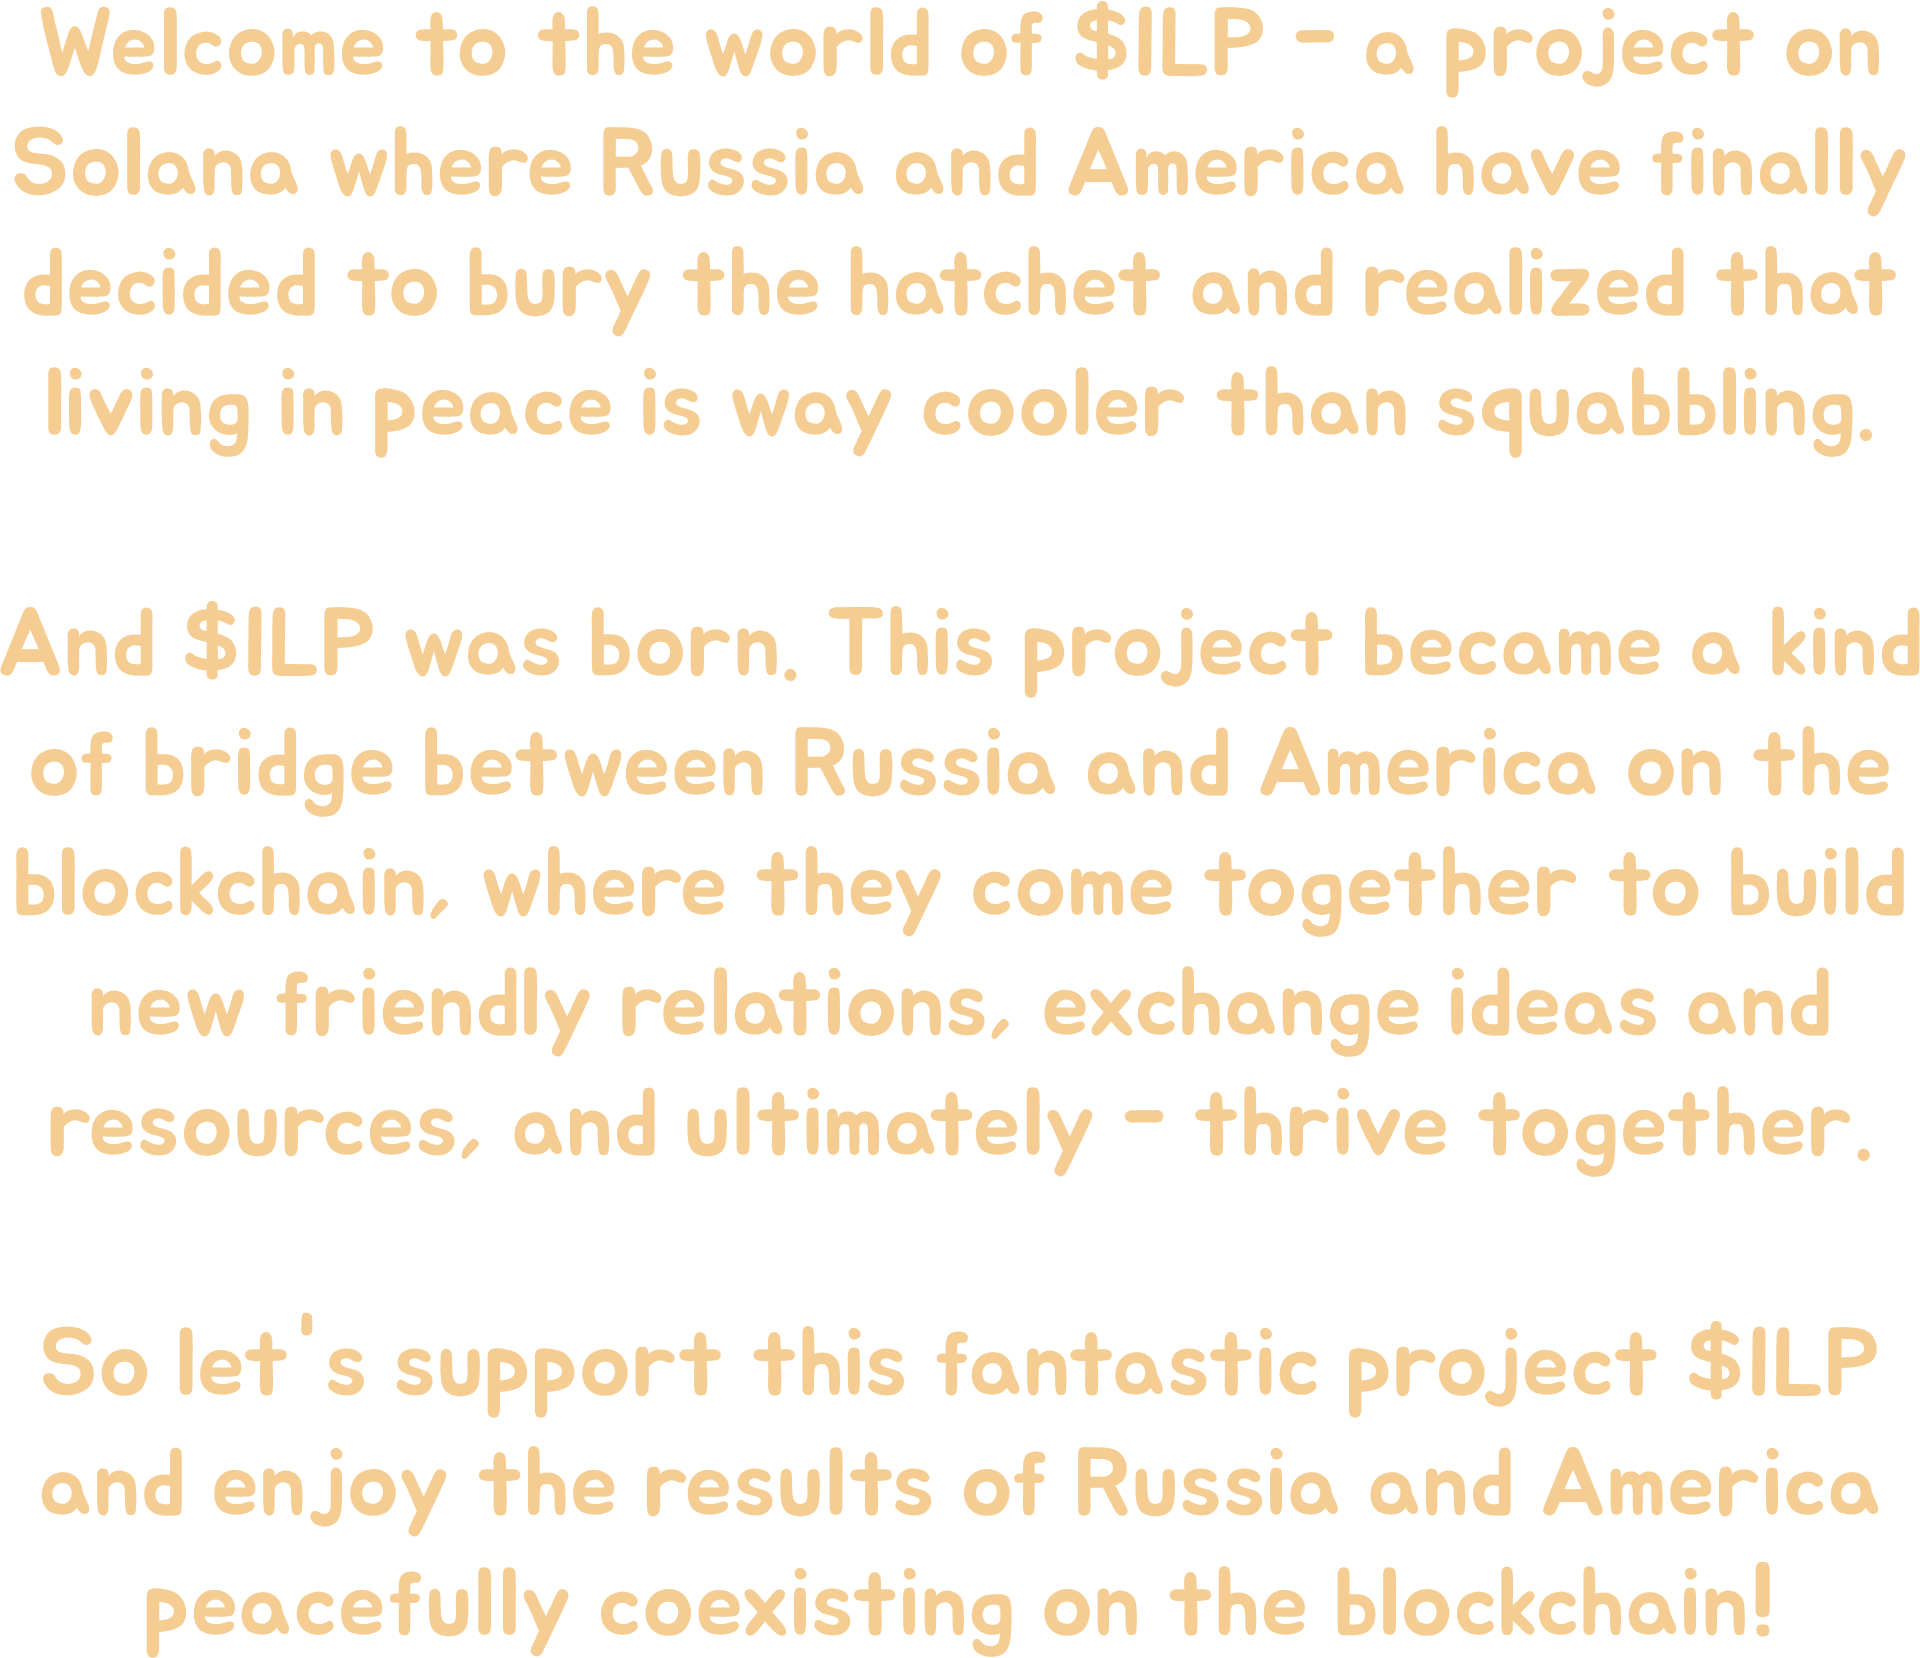 Welcome to the world of $ILP - a project on
Solana where Russia and America have finally
decided to bury the hatchet and realized that
living in peace is way cooler than squabbling.
And $ILP was born. This project became a kind
of bridge between Russia and America on the
blockchain, where they come together to build
new friendly relations, exchange ideas and
resources, and ultimately - thrive together.
So let's support this fantastic project $ILP
and enjoy the results of Russia and America
peacefully coexisting on the blockchain!